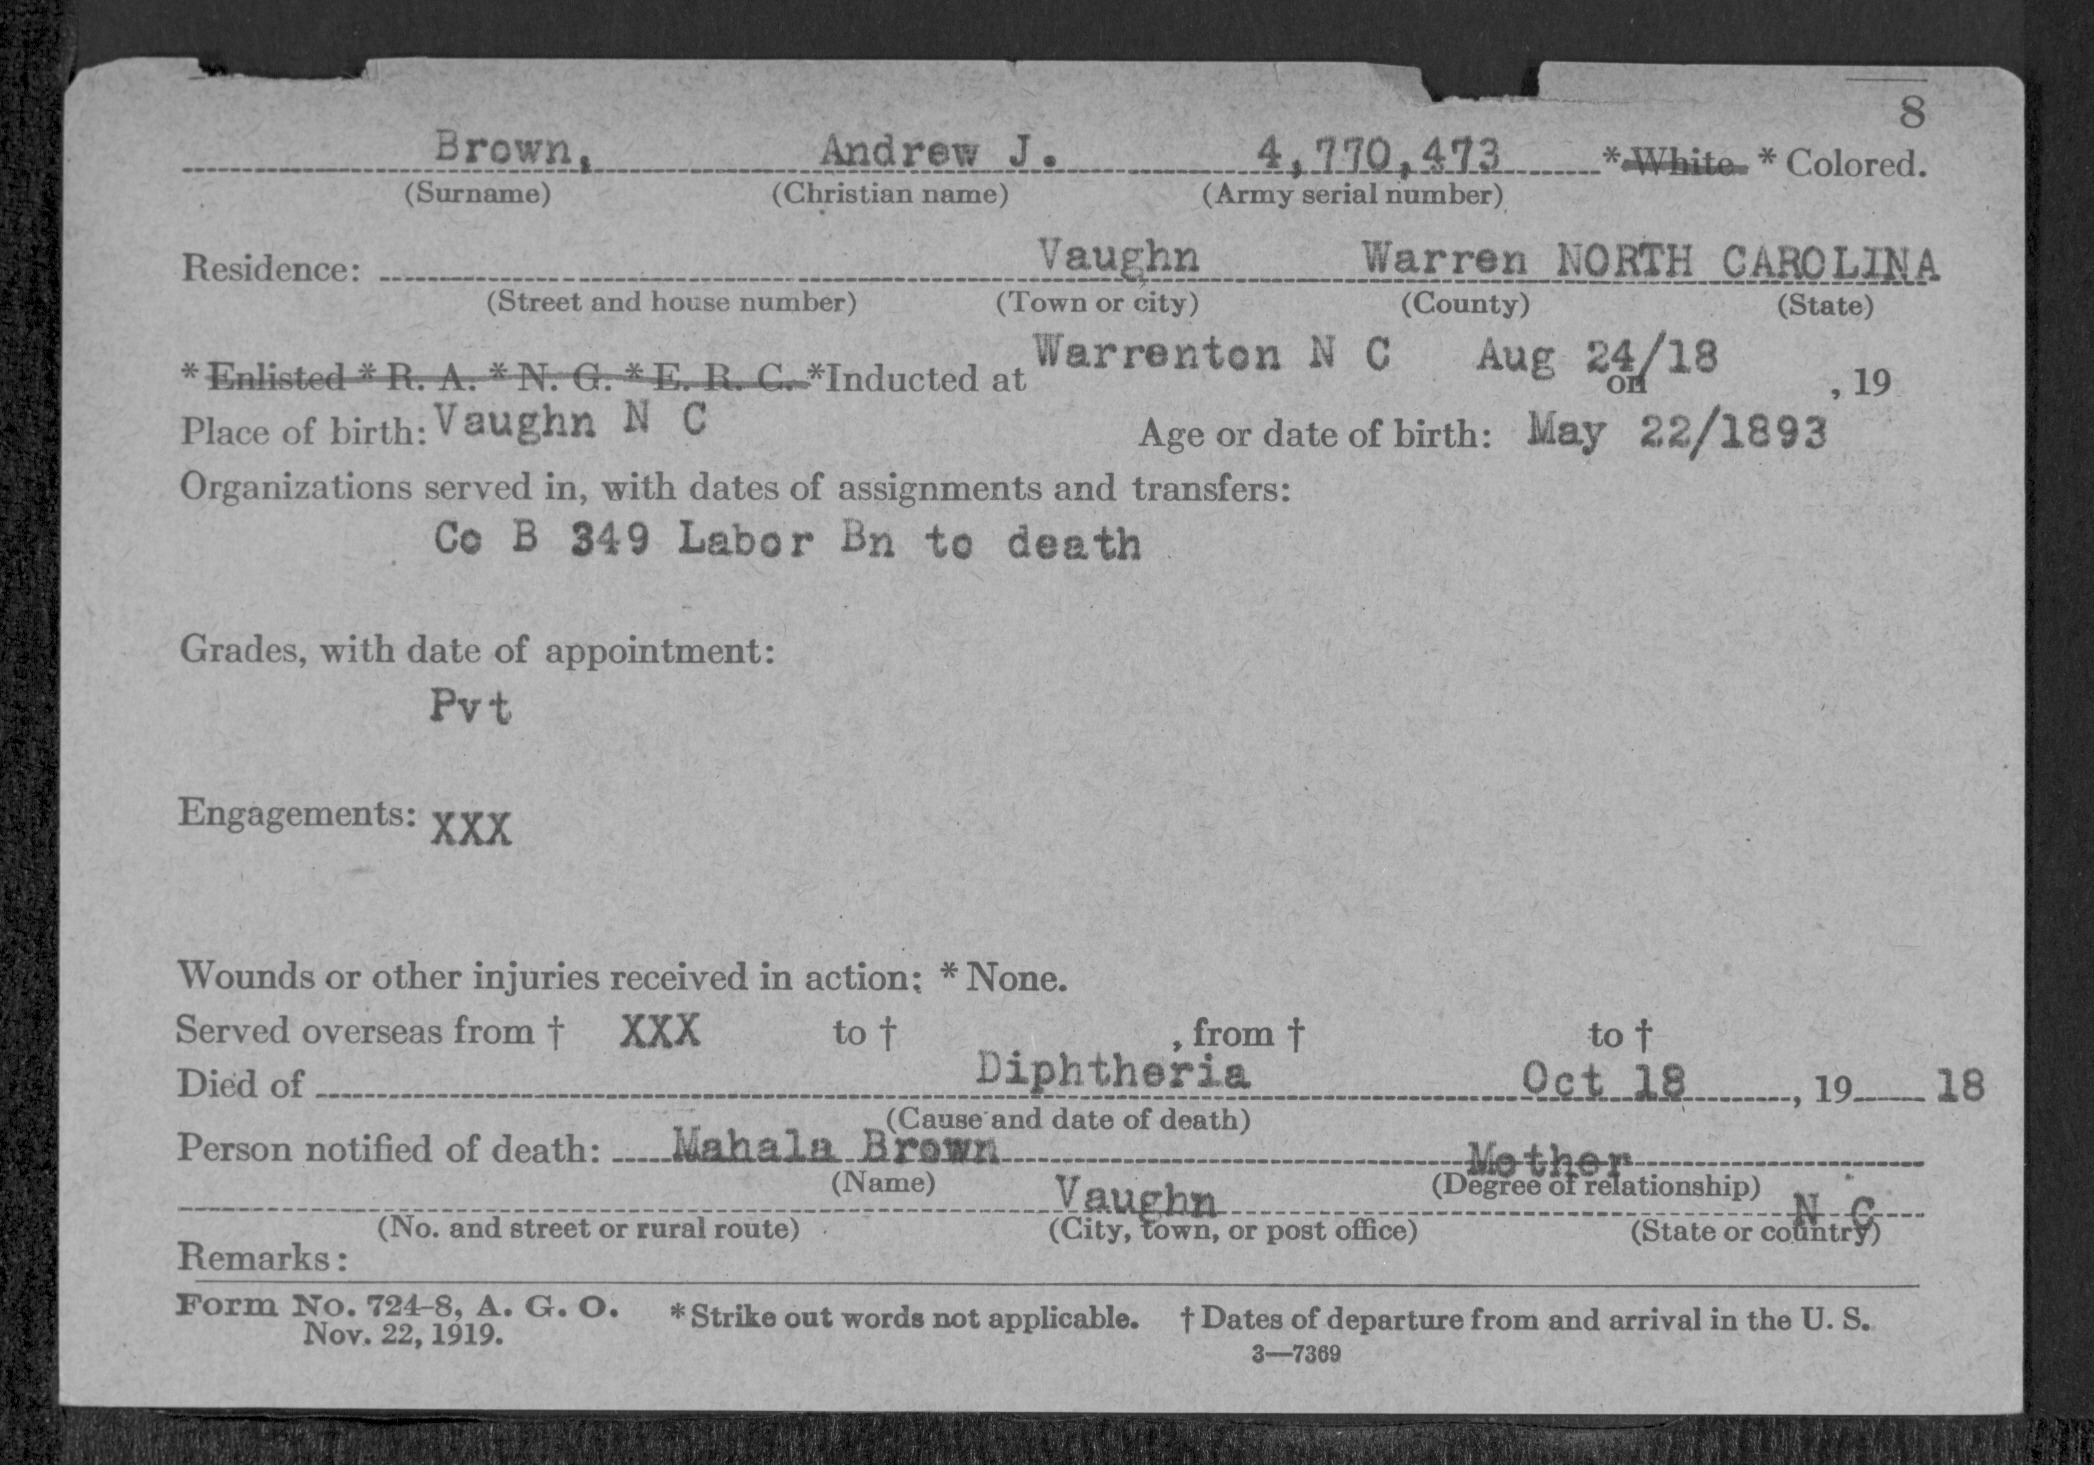 8
Brown, Andrew J. 4,770,473 * White * Colored.
(Surname) (Christian name) (Army serial number)
Residence: Vaughn Warren NORTH CAROLINA
(Street and house number) (Town or city) (County) (State)
* Enlisted * R. A. * N. G. * E. R. C. *Inducted at Warrenton N C Aug 24/18 on , 19
Place of birth: Vaughn N C Age or date of birth: May 22/1893
Organizations served in, with dates of assignments and transfers:
Co B 349 Labor Bn to death
Grades, with date of appointment:
Pvt
Engagements: XXX
Wounds or other injuries received in action: * None.
Served overseas from † XXX to † , from † to †
Died of Diphtheria Oct 18 , 19 18
(Cause and date of death)
Person notified of death: Mahala Brown Mother
(Name) (Degree of relationship)
Vaughn N C
(No. and street or rural route) (City, town, or post office) (State or country)
Remarks:
Form No. 724-8, A. G. O. * Strike out words not applicable. † Dates of departure from and arrival in the U. S.
Nov. 22, 1919. 3—7369